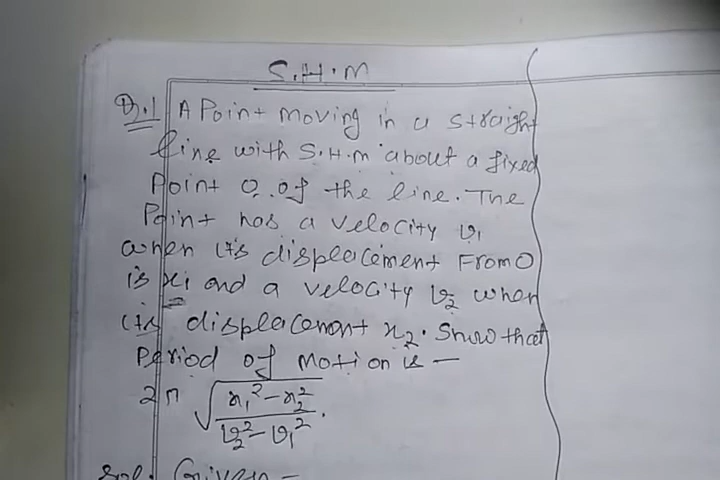 S.H.M
Q.1 A Point moving in a straight
line with S.H.m about a fixed
Point O of the line. The
Point has a velocity v₁
when its displacement From O
is x₁ and a velocity v₂ when
its displacement x₂. Show that
Period of Motion is —
2π √(x₁² - x₂² / v₂² - v₁²).
Sol. Given -